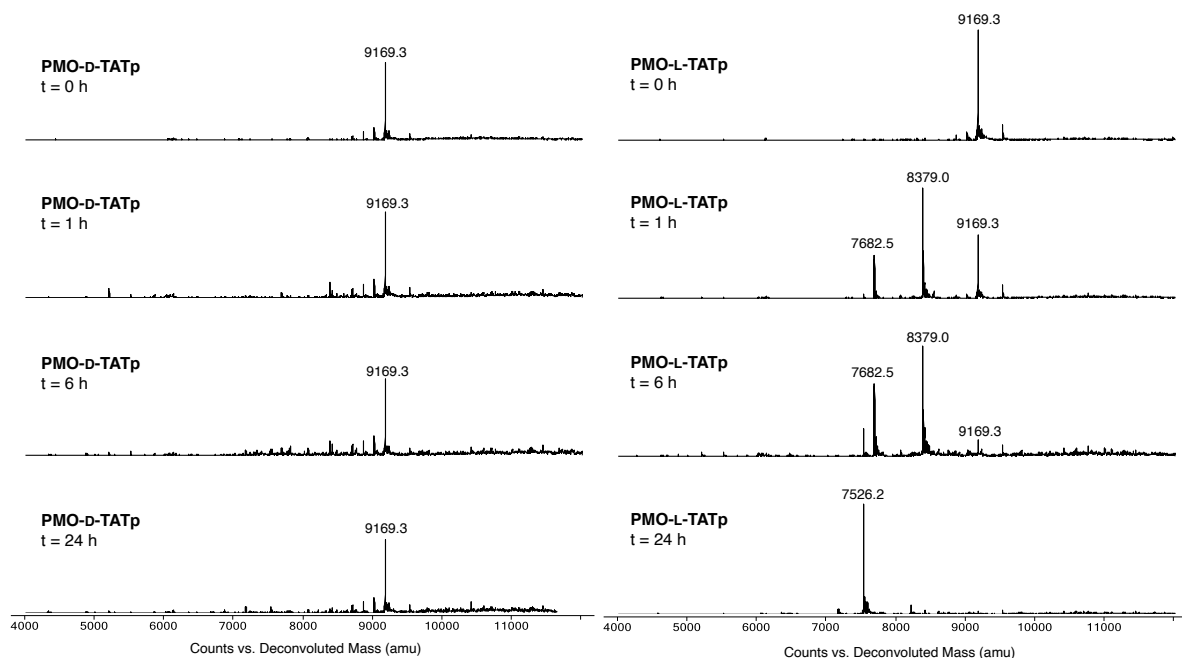 PMO-D-TATp
t = 0 h
9169.3
PMO-D-TATp
t = 1 h
9169.3
PMO-D-TATp
t = 6 h
9169.3
PMO-D-TATp
t = 24 h
9169.3
4000 5000 6000 7000 8000 9000 10000 11000
Counts vs. Deconvoluted Mass (amu)
PMO-L-TATp
t = 0 h
9169.3
PMO-L-TATp
t = 1 h
7682.5
8379.0
9169.3
PMO-L-TATp
t = 6 h
7682.5
8379.0
9169.3
PMO-L-TATp
t = 24 h
7526.2
4000 5000 6000 7000 8000 9000 10000 11000
Counts vs. Deconvoluted Mass (amu)